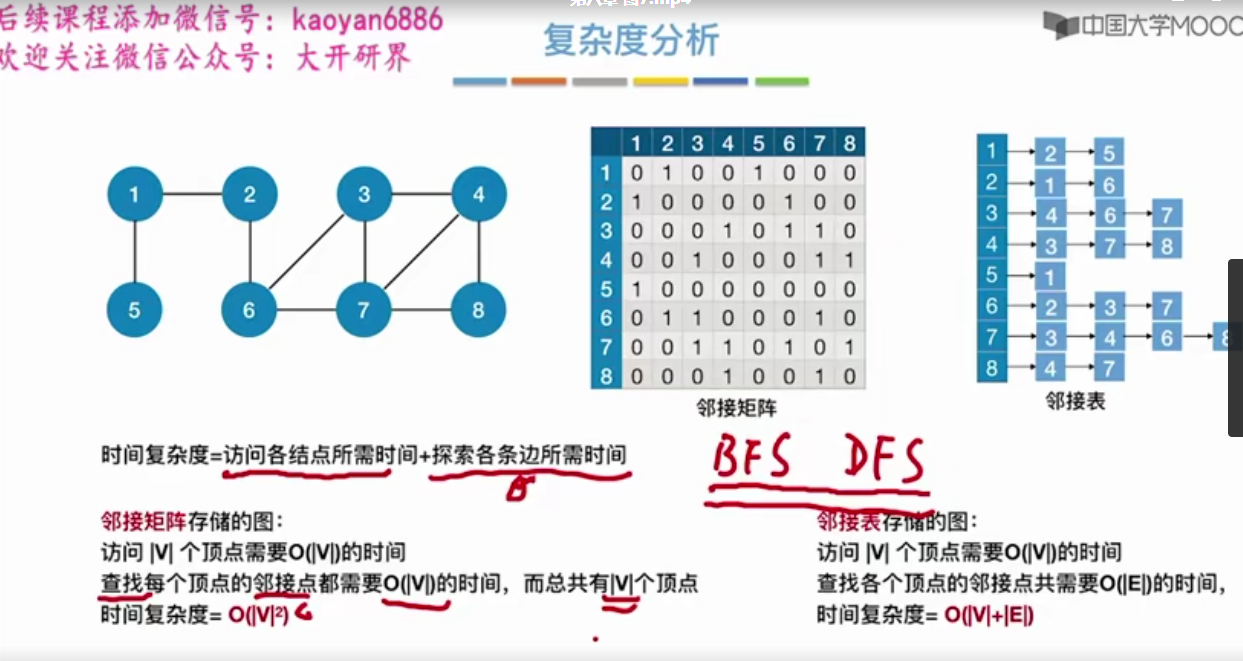 后续课程添加微信号：kaoyan6886
欢迎关注微信公众号：大开研界
复杂度分析
中国大学MOOC
1 2 3 4
5 6 7 8
1 2 3 4 5 6 7 8
1 0 1 0 0 1 0 0 0
2 1 0 0 0 0 1 0 0
3 0 0 0 1 0 1 1 0
4 0 0 1 0 0 0 1 1
5 1 0 0 0 0 0 0 0
6 0 1 1 0 0 0 1 0
7 0 0 1 1 0 1 0 1
8 0 0 0 1 0 0 1 0
邻接矩阵
1 2 5
2 1 6
3 4 6 7
4 3 7 8
5 1
6 2 3 7
7 3 4 6 8
8 4 7
邻接表
时间复杂度=访问各结点所需时间+探索各条边所需时间
BFS DFS
邻接矩阵存储的图：
访问 |V| 个顶点需要O(|V|)的时间
查找每个顶点的邻接点都需要O(|V|)的时间，而总共有|V|个顶点
时间复杂度= O(|V|²)
邻接表存储的图：
访问 |V| 个顶点需要O(|V|)的时间
查找各个顶点的邻接点共需要O(|E|)的时间，
时间复杂度= O(|V|+|E|)